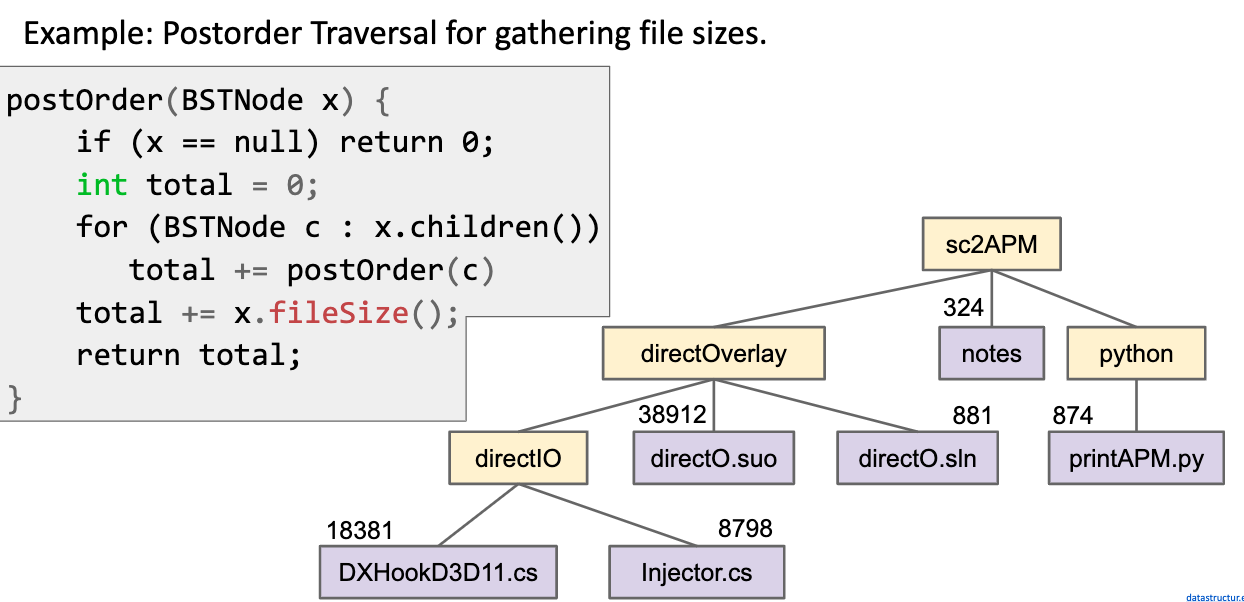 Example: Postorder Traversal for gathering file sizes.
postOrder(BSTNode x) {
    if (x == null) return 0;
    int total = 0;
    for (BSTNode c : x.children())
       total += postOrder(c)
    total += x.fileSize();
    return total;
}
sc2APM
324
directOverlay
notes
python
38912
881
874
directIO
directO.suo
directO.sln
printAPM.py
18381
8798
DXHookD3D11.cs
Injector.cs